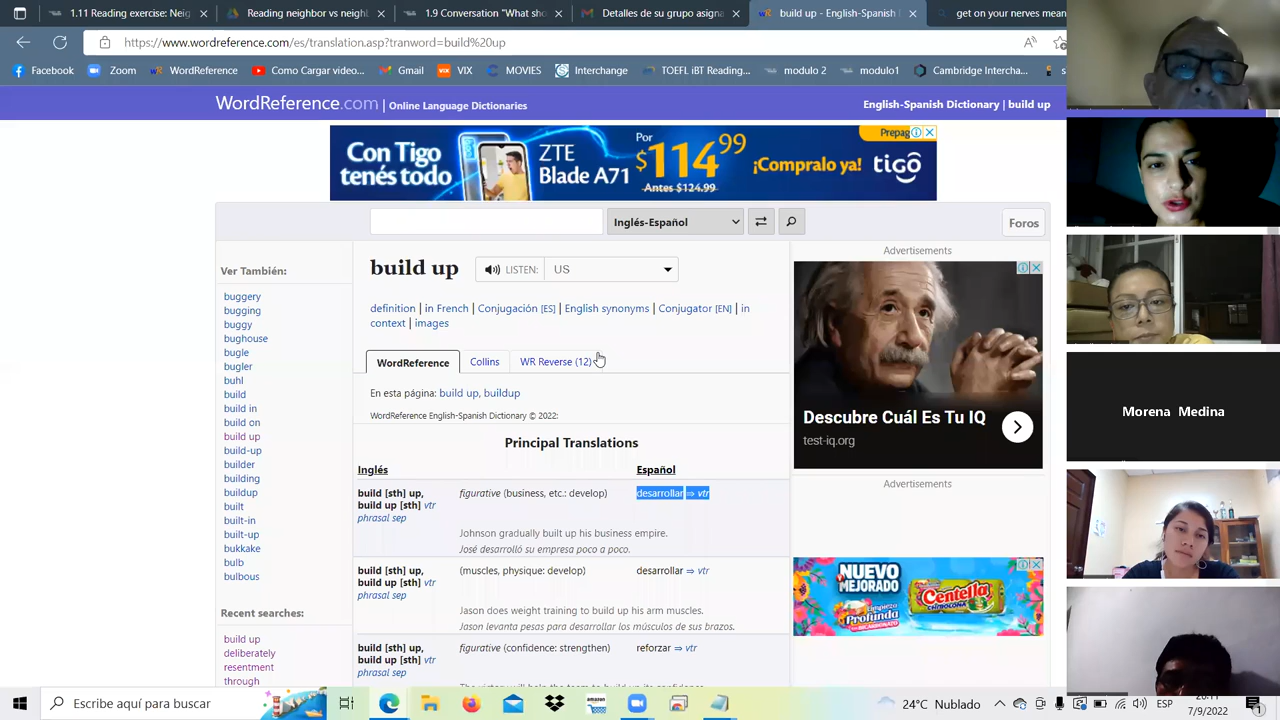 1.10 Exercise: Neig
Reading neighbor vs neigh
1.9 Conversation "What sho
Detalles de su grupo asigna
build up - English-Spanish
get on your nerves mean
https://www.wordreference.com/es/translation.asp?tranword=build%20up
Facebook
Zoom
WordReference
Como Cargar video...
Gmail
VIX
MOVIES
Interchange
TOEFL iBT Reading...
modulo 2
modulo1
Cambridge Intercha...
WordReference.com | Online Language Dictionaries
English-Spanish Dictionary | build up
Con Tigo
tenés todo
ZTE
Blade A71
Por
$114.99
Antes $124.99
¡Compralo ya!
Prepag
tigo
Inglés-Español
Foros
Ver También:
buggery
bugging
buggy
bughouse
bugle
bugler
buhl
build
build in
build on
build up
build-up
builder
building
buildup
built
built-in
built-up
bukkake
bulb
bulbous
Recent searches:
build up
deliberately
resentment
through
build up
LISTEN:
US
definition | in French | Conjugación [ES] | English synonyms | Conjugator [EN] | in
context | images
WordReference
Collins
WR Reverse (12)
En esta página: build up, buildup
WordReference English-Spanish Dictionary © 2022:
Principal Translations
Inglés
Español
build [sth] up, figurative (business, etc.: develop) desarrollar ⇒ vtr
build up [sth] vtr
phrasal sep
Johnson gradually built up his business empire.
José desarrolló su empresa poco a poco.
build [sth] up, (muscles, physique: develop) desarrollar ⇒ vtr
build up [sth] vtr
phrasal sep
Jason does weight training to build up his arm muscles.
Jason levanta pesas para desarrollar los músculos de sus brazos.
build [sth] up, figurative (confidence: strengthen) reforzar ⇒ vtr
build up [sth] vtr
phrasal sep
Advertisements
Descubre Cuál Es Tu IQ
test-iq.org
Advertisements
NUEVO
MEJORADO
Limpieza
Profunda
Centella
Morena Medina
Escribe aquí para buscar
24°C Nublado
ESP
7/9/2022
1